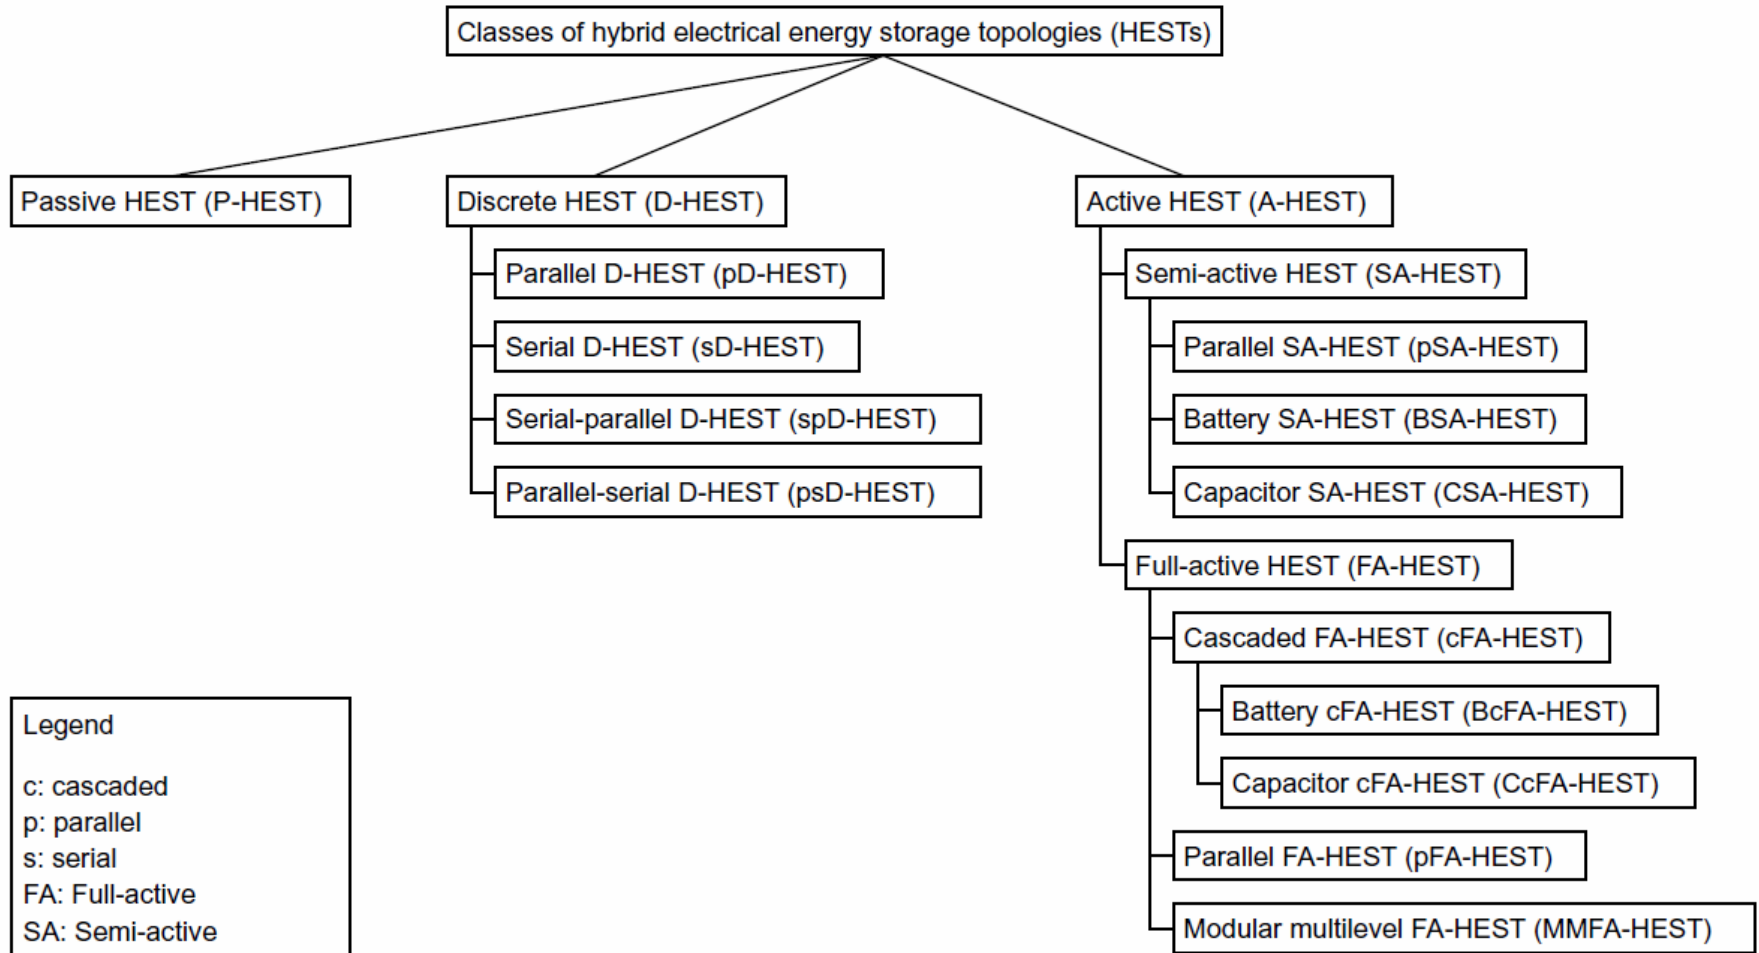 Classes of hybrid electrical energy storage topologies (HESTs)
Passive HEST (P-HEST)
Discrete HEST (D-HEST)
Parallel D-HEST (pD-HEST)
Serial D-HEST (sD-HEST)
Serial-parallel D-HEST (spD-HEST)
Parallel-serial D-HEST (psD-HEST)
Active HEST (A-HEST)
Semi-active HEST (SA-HEST)
Parallel SA-HEST (pSA-HEST)
Battery SA-HEST (BSA-HEST)
Capacitor SA-HEST (CSA-HEST)
Full-active HEST (FA-HEST)
Cascaded FA-HEST (cFA-HEST)
Battery cFA-HEST (BcFA-HEST)
Capacitor cFA-HEST (CcFA-HEST)
Parallel FA-HEST (pFA-HEST)
Modular multilevel FA-HEST (MMFA-HEST)
Legend
c: cascaded
p: parallel
s: serial
FA: Full-active
SA: Semi-active